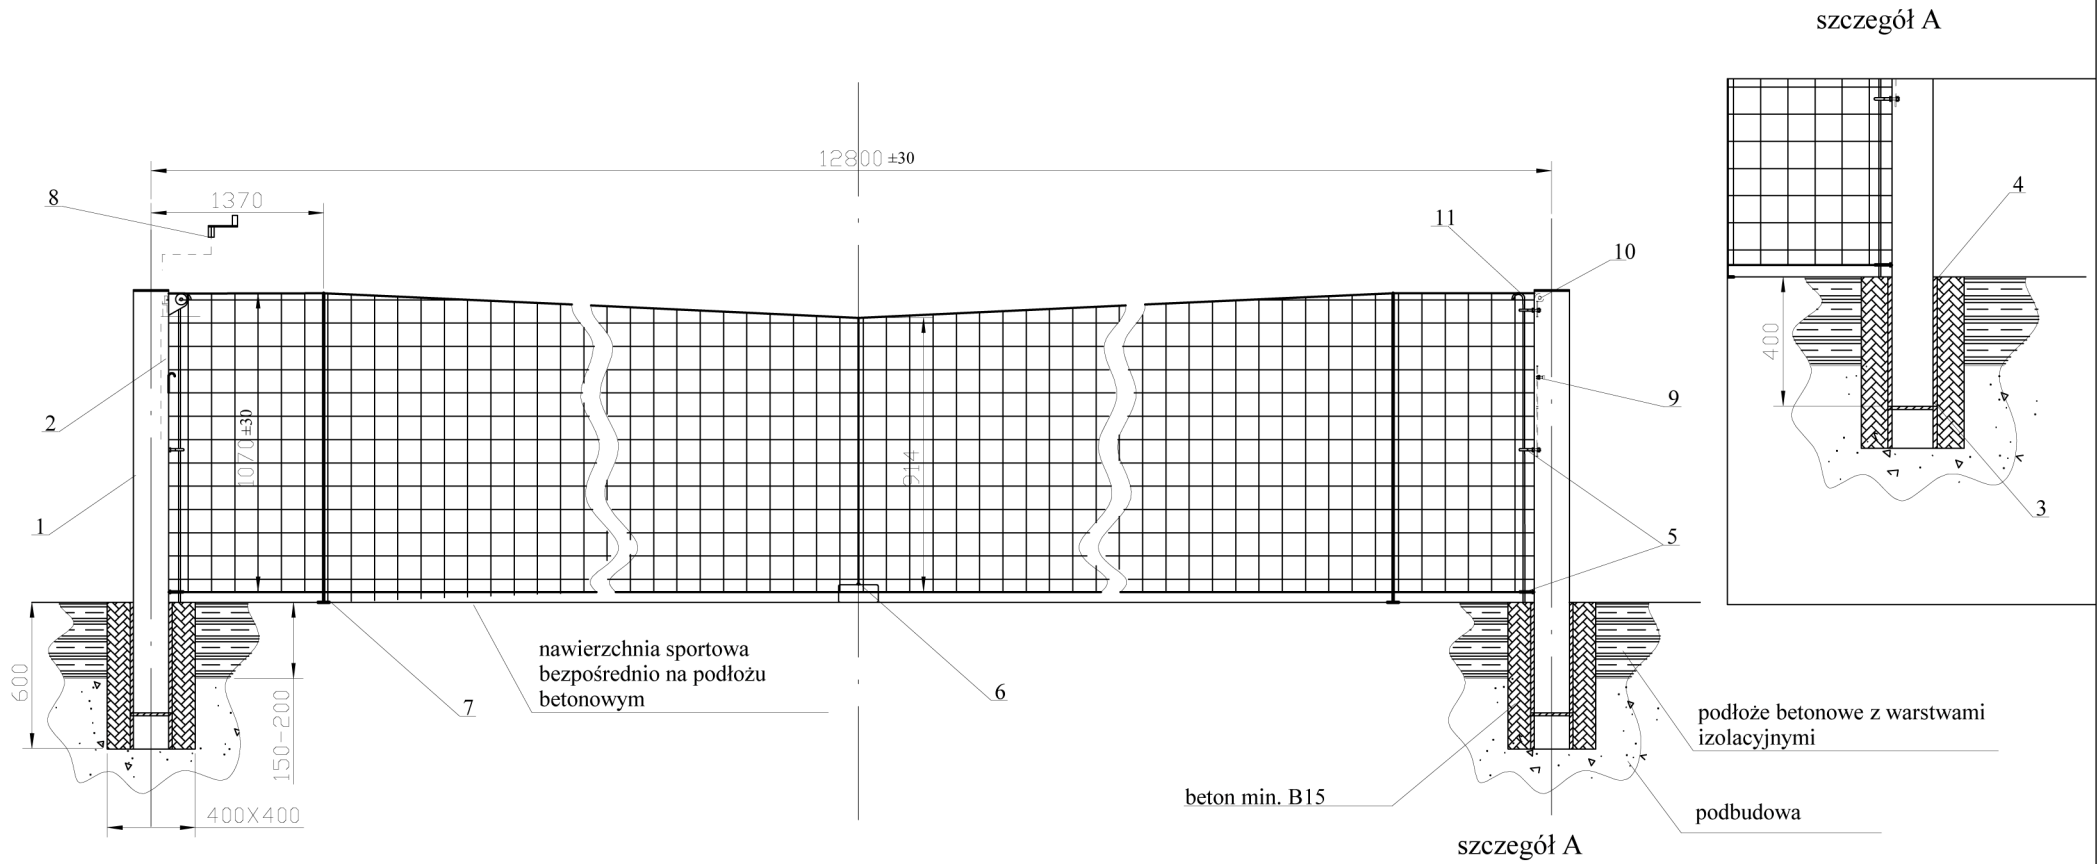 szczegół A
12800 ±30
8
1370
11
10
4
400
2
1070 ±30
914
9
1
3
5
600
150-200
nawierzchnia sportowa
bezpośrednio na podłożu
betonowym
7
6
podłoże betonowe z warstwami
izolacyjnymi
beton min. B15
podbudowa
400X400
szczegół A